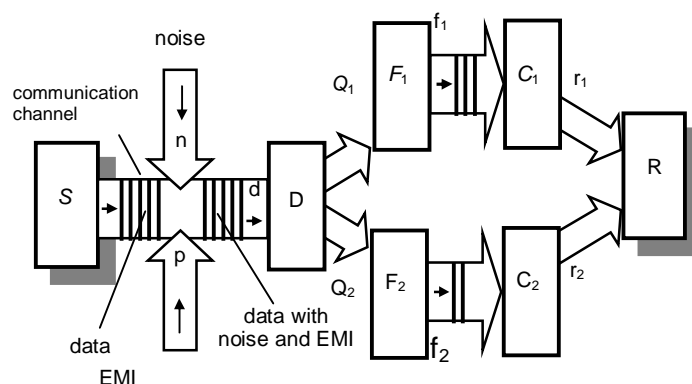 noise
communication
channel
n
S
d
D
p
Q₁
F₁
f₁
C₁
r₁
R
Q₂
F₂
f₂
C₂
r₂
data
data with
noise and EMI
EMI